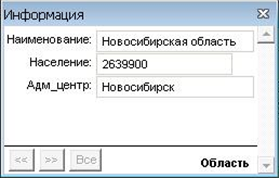 Информация
Наименование: Новосибирская область
Население: 2639900
Адм_центр: Новосибирск
<< >> Все Область